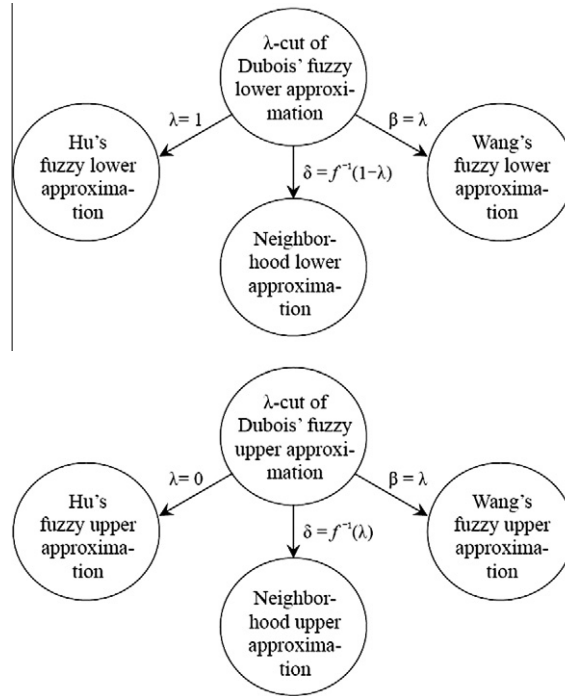 λ-cut of
Dubois' fuzzy
lower approxi-
mation
λ= 1
β = λ
Hu's
fuzzy lower
approxima-
tion
δ = f⁻¹(1−λ)
Wang's
fuzzy lower
approxima-
tion
Neighbor-
hood lower
approxima-
tion
λ-cut of
Dubois' fuzzy
upper approxi-
mation
λ= 0
β = λ
Hu's
fuzzy upper
approxima-
tion
δ = f⁻¹(λ)
Wang's
fuzzy upper
approxima-
tion
Neighbor-
hood upper
approxima-
tion